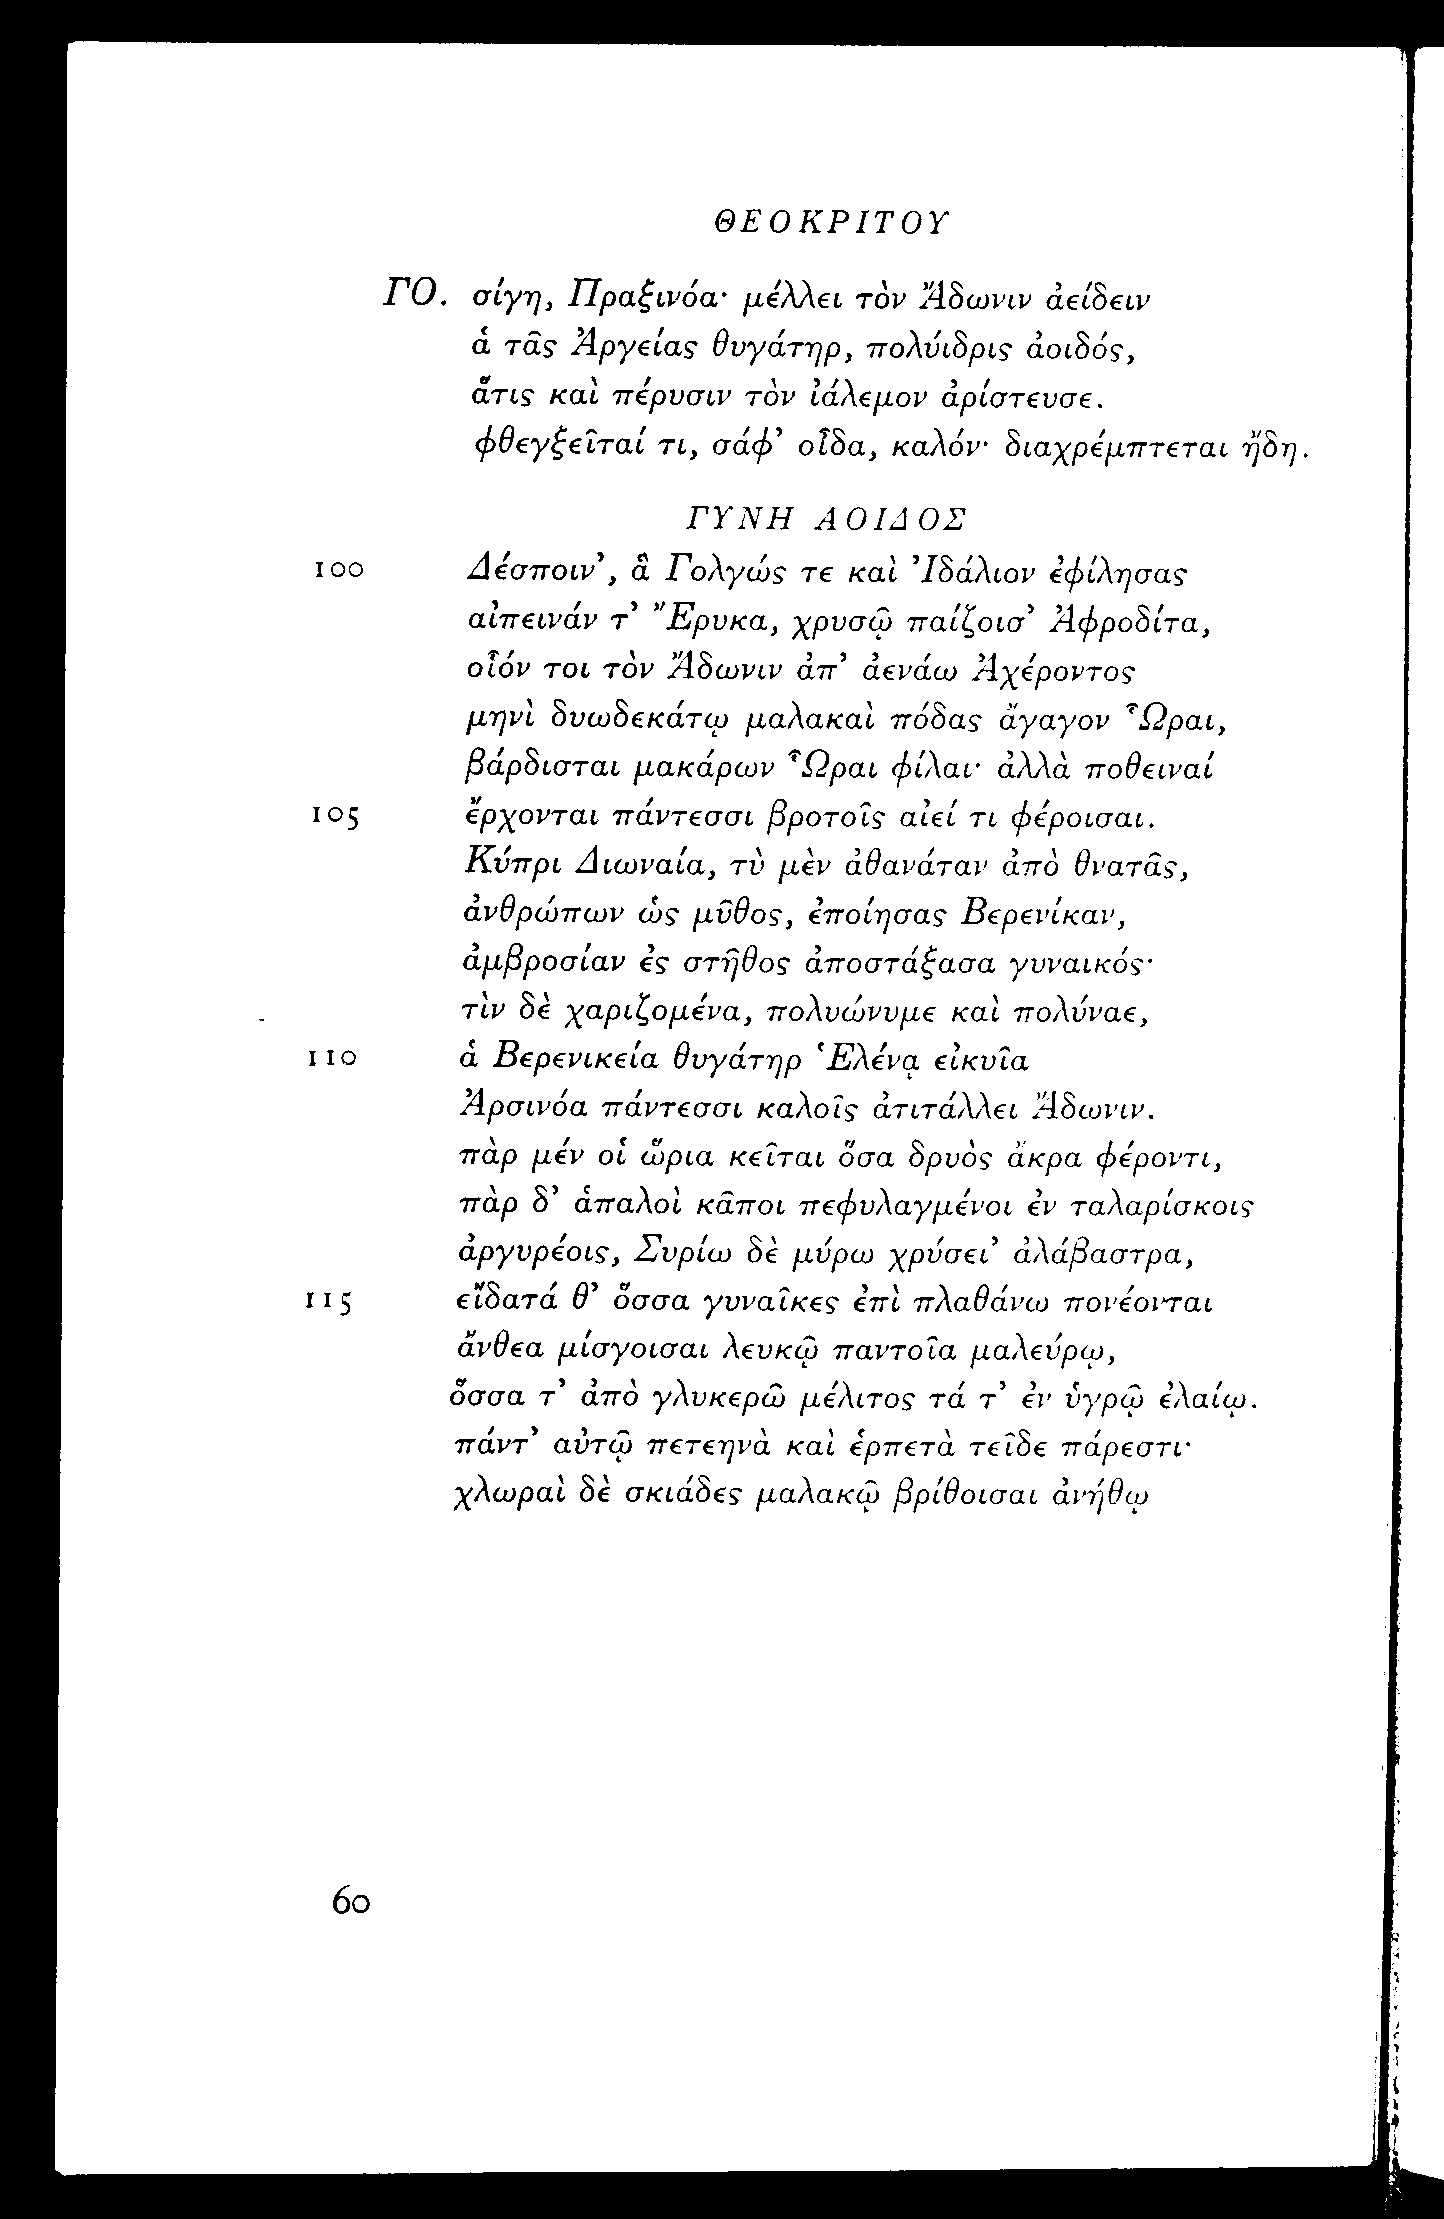 ΘΕΟΚΡΙΤΟΥ
ΓΟ. σίγη, Πραξινόα· μέλλει τὸν Ἄδωνιν ἀείδειν
ἁ τᾶς Ἀργείας θυγάτηρ, πολύιδρις ἀοιδός,
ἅτις καὶ πέρυσιν τὸν ἰάλεμον ἀρίστευσε.
φθεγξεῖταί τι, σάφ’ οἶδα, καλόν· διαχρέμπτεται ἤδη.
ΓΥΝΗ ΑΟΙΔΟΣ
100 Δέσποιν’, ἃ Γολγώς τε καὶ Ἰδάλιον ἐφίλησας
αἰπεινάν τ’ Ἔρυκα, χρυσῷ παίζοισ’ Ἀφροδίτα,
οἷόν τοι τὸν Ἄδωνιν ἀπ’ ἀενάω Ἀχέροντος
μηνὶ δυωδεκάτῳ μαλακαὶ πόδας ἄγαγον Ὧραι,
βάρδισται μακάρων Ὧραι φίλαι· ἀλλὰ ποθειναί
105 ἔρχονται πάντεσσι βροτοῖς αἰεί τι φέροισαι.
Κύπρι Διωναία, τὺ μὲν ἀθανάταν ἀπὸ θνατᾶς,
ἀνθρώπων ὡς μῦθος, ἐποίησας Βερενίκαν,
ἀμβροσίαν ἐς στῆθος ἀποστάξασα γυναικός·
τὶν δὲ χαριζομένα, πολυώνυμε καὶ πολύναε,
110 ἁ Βερενικεία θυγάτηρ Ἑλένᾳ εἰκυῖα
Ἀρσινόα πάντεσσι καλοῖς ἀτιτάλλει Ἄδωνιν.
πὰρ μέν οἱ ὥρια κεῖται ὅσα δρυὸς ἄκρα φέροντι,
πὰρ δ’ ἁπαλοὶ κᾶποι πεφυλαγμένοι ἐν ταλαρίσκοις
ἀργυρέοις, Συρίω δὲ μύρω χρύσει’ ἀλάβαστρα,
115 εἴδατά θ’ ὅσσα γυναῖκες ἐπὶ πλαθάνω πονέονται
ἄνθεα μίσγοισαι λευκῷ παντοῖα μαλεύρῳ,
ὅσσα τ’ ἀπὸ γλυκερῶ μέλιτος τά τ’ ἐν ὑγρῷ ἐλαίῳ.
πάντ’ αὐτῷ πετεηνὰ καὶ ἑρπετὰ τεῖδε πάρεστι·
χλωραὶ δὲ σκιάδες μαλακῷ βρίθοισαι ἀνήθῳ
60